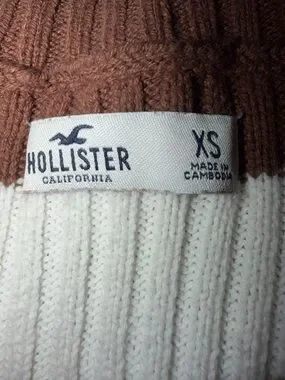 HOLLISTER
CALIFORNIA
XS
MADE IN
CAMBODIA